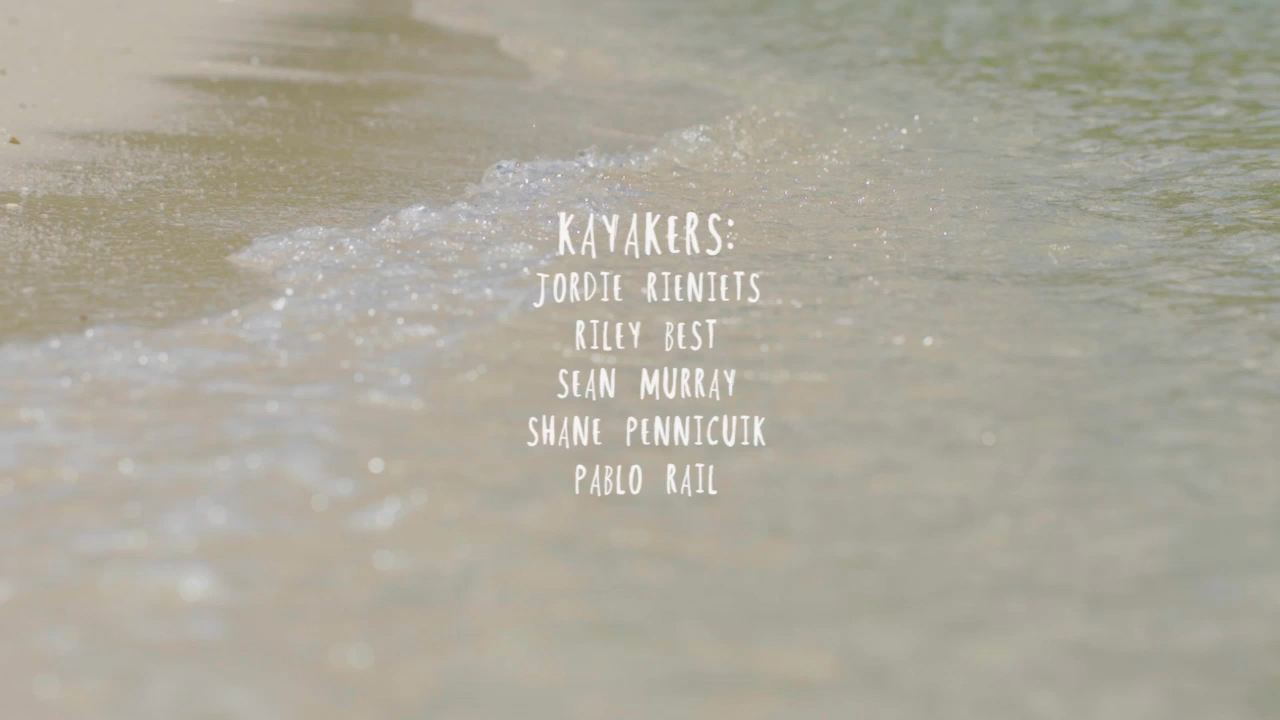 KAYAKERS:
JORDIE RIENIETS
RILEY BEST
SEAN MURRAY
SHANE PENNICUIK
PABLO RAIL